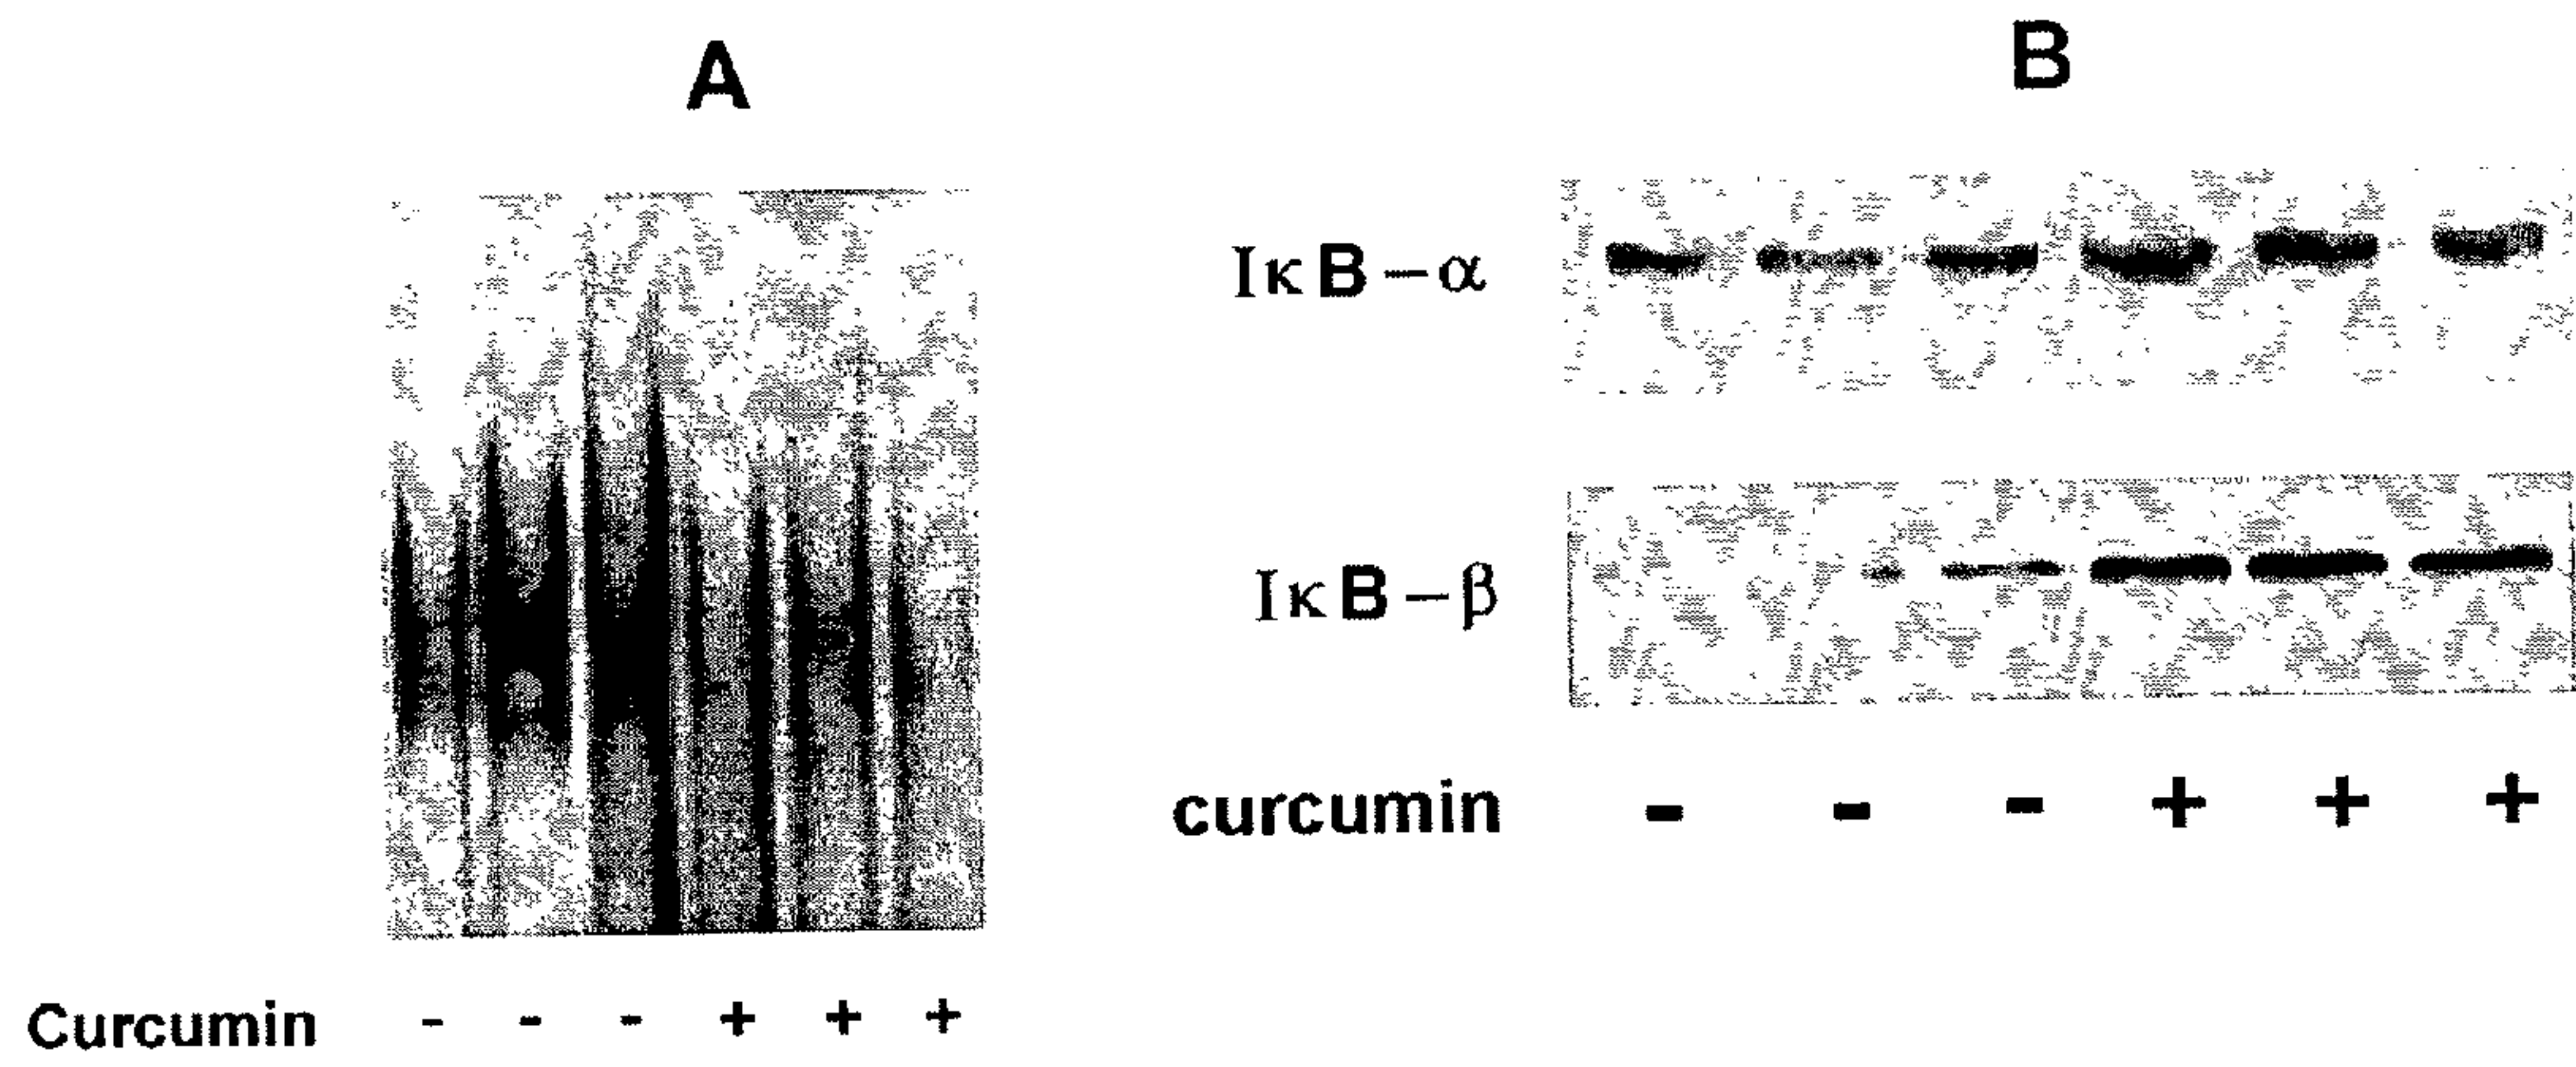 A
Curcumin - - - + + +
B
IκB-α
IκB-β
curcumin - - - + + +